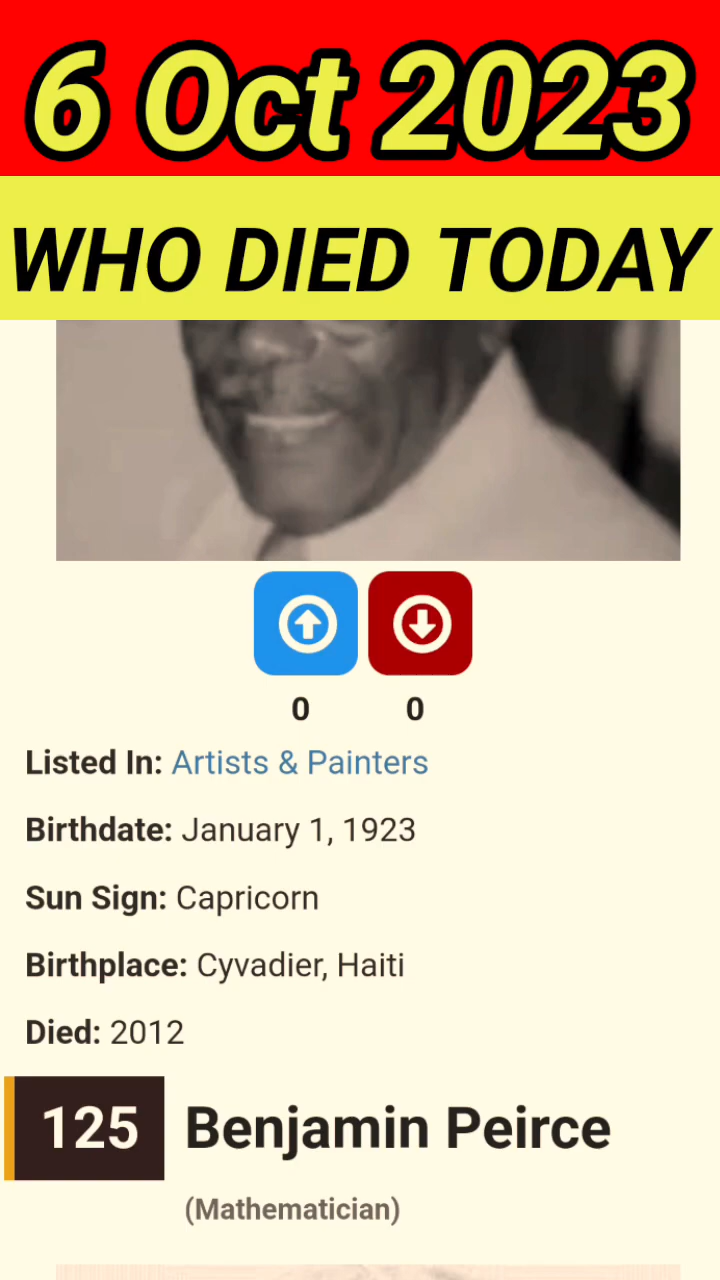 6 Oct 2023
WHO DIED TODAY
0 0
Listed In: Artists & Painters
Birthdate: January 1, 1923
Sun Sign: Capricorn
Birthplace: Cyvadier, Haiti
Died: 2012
125 Benjamin Peirce
(Mathematician)